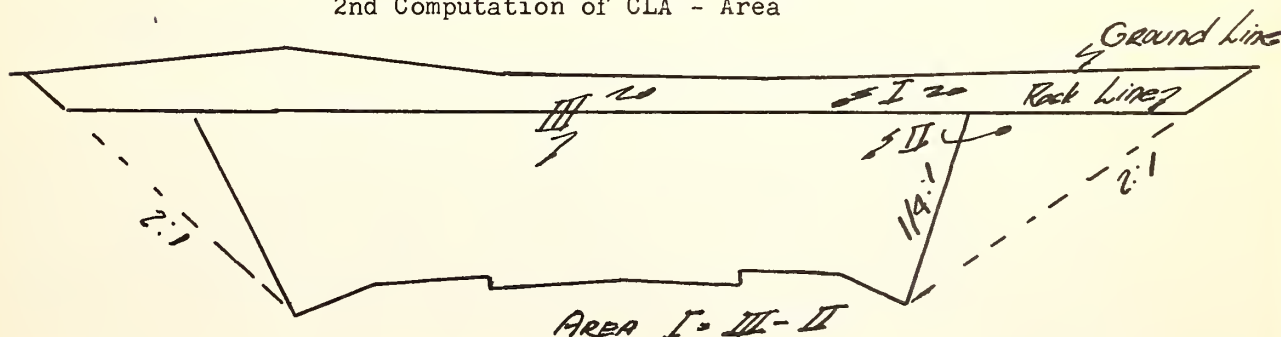 2nd Computation of CLA - Area
Ground Line
III
I
Rock Line
II
2:1
1/4:1
2:1
AREA I = III - II